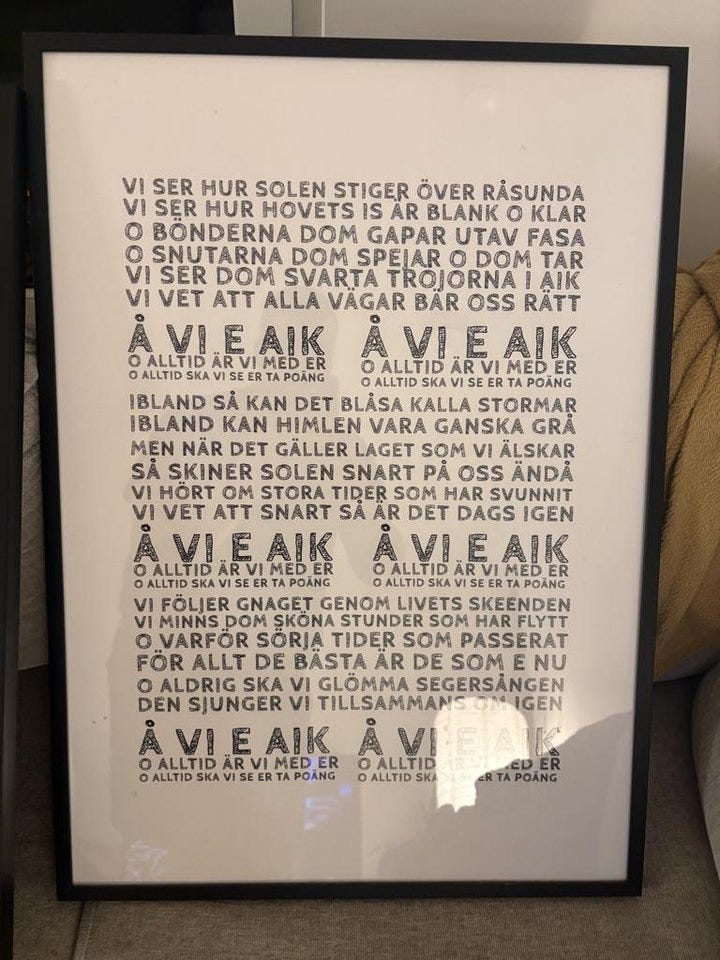 VI SER HUR SOLEN STIGER ÖVER RÅSUNDA
VI SER HUR HOVETS IS ÄR BLANK O KLAR
O BÖNDERNA DOM GAPAR UTAV FASA
O SNUTARNA DOM SPEJAR O DOM TAR
VI SER DOM SVARTA TRÖJORNA I AIK
VI VET ATT ALLA VÄGAR BÄR OSS RÄTT
Å VI E AIK
O ALLTID ÄR VI MED ER
O ALLTID SKA VI SE ER TA POÄNG
Å VI E AIK
O ALLTID ÄR VI MED ER
O ALLTID SKA VI SE ER TA POÄNG
IBLAND SÅ KAN DET BLÅSA KALLA STORMAR
IBLAND KAN HIMLEN VARA GANSKA GRÅ
MEN NÄR DET GÄLLER LAGET SOM VI ÄLSKAR
SÅ SKINER SOLEN SNART PÅ OSS ÄNDÅ
VI HÖRT OM STORA TIDER SOM HAR SVUNNIT
VI VET ATT SNART SÅ ÄR DET DAGS IGEN
Å VI E AIK
O ALLTID ÄR VI MED ER
O ALLTID SKA VI SE ER TA POÄNG
Å VI E AIK
O ALLTID ÄR VI MED ER
O ALLTID SKA VI SE ER TA POÄNG
VI FÖLJER GNAGET GENOM LIVETS SKEENDEN
VI MINNS DOM SKÖNA STUNDER SOM HAR FLYTT
O VARFÖR SÖRJA TIDER SOM PASSERAT
FÖR ALLT DE BÄSTA ÄR DE SOM E NU
O ALDRIG SKA VI GLÖMMA SEGERSÅNGEN
DEN SJUNGER VI TILLSAMMANS OM IGEN
Å VI E AIK
O ALLTID ÄR VI MED ER
O ALLTID SKA VI SE ER TA POÄNG
Å VI E AIK
O ALLTID ÄR VI MED ER
O ALLTID SKA VI SE ER TA POÄNG